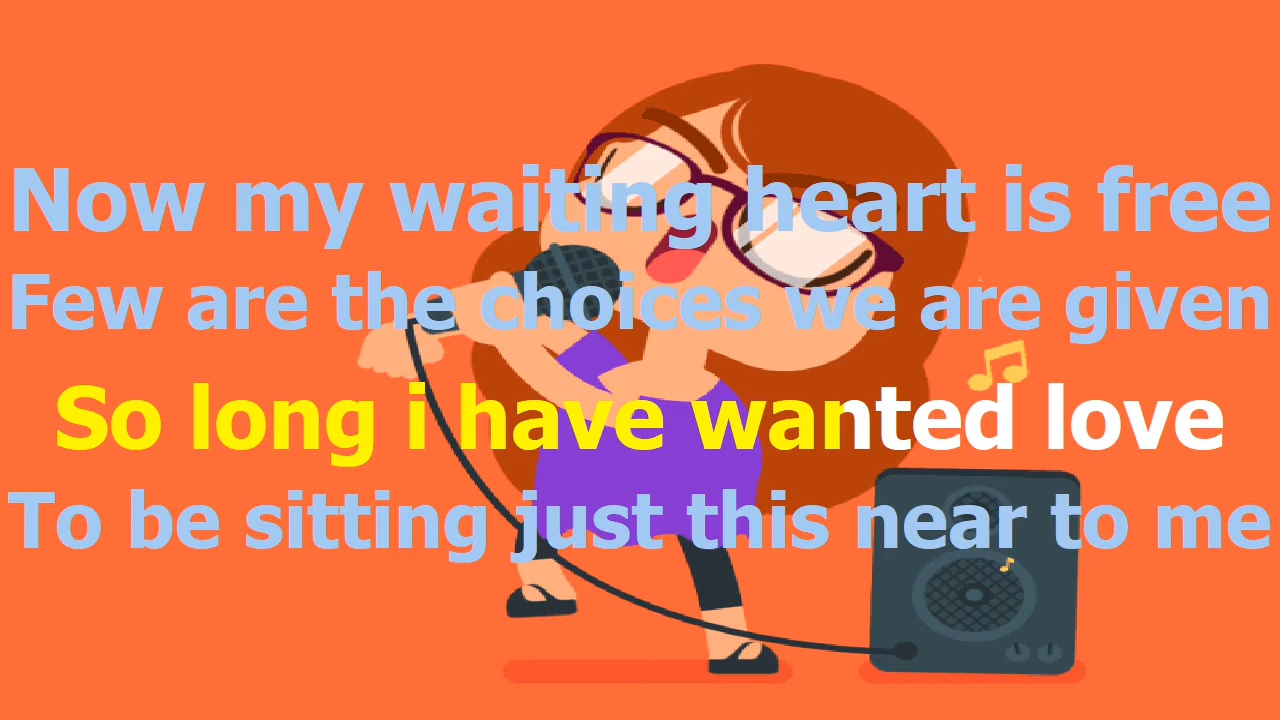 Now my waiting heart is free
Few are the choices we are given
So long i have wanted love
To be sitting just this near to me